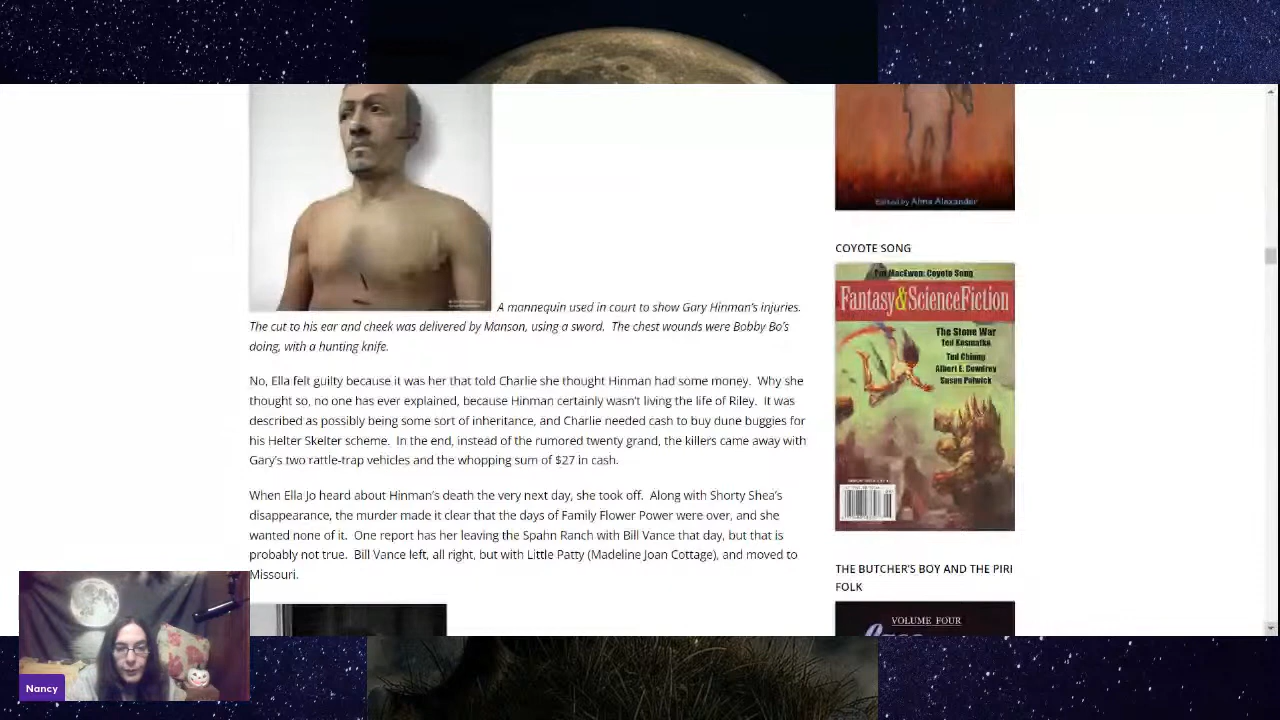 Edited by Alma Alexander
COYOTE SONG
MacEwen: Coyote Song
Fantasy & ScienceFiction
The Stone War
Ted Kosmatka
Ted Chiang
Albert E. Cowdrey
Susan Palwick
A mannequin used in court to show Gary Hinman's injuries.
The cut to his ear and cheek was delivered by Manson, using a sword. The chest wounds were Bobby Bo's
doing, with a hunting knife.
No, Ella felt guilty because it was her that told Charlie she thought Hinman had some money. Why she
thought so, no one has ever explained, because Hinman certainly wasn't living the life of Riley. It was
described as possibly being some sort of inheritance, and Charlie needed cash to buy dune buggies for
his Helter Skelter scheme. In the end, instead of the rumored twenty grand, the killers came away with
Gary's two rattle-trap vehicles and the whopping sum of $27 in cash.
When Ella Jo heard about Hinman's death the very next day, she took off. Along with Shorty Shea's
disappearance, the murder made it clear that the days of Family Flower Power were over, and she
wanted none of it. One report has her leaving the Spahn Ranch with Bill Vance that day, but that is
probably not true. Bill Vance left, all right, but with Little Patty (Madeline Joan Cottage), and moved to
Missouri.
THE BUTCHER'S BOY AND THE PIRI
FOLK
VOLUME FOUR
Nancy